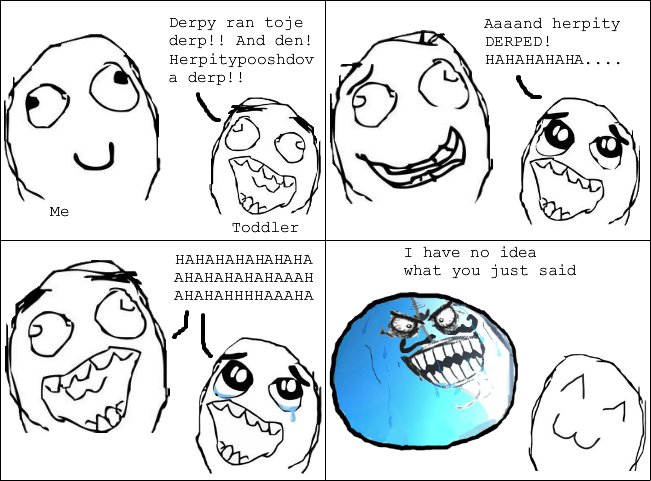 Derpy ran toje
derp!! And den!
Herpitypooshdov
a derp!!
Me
Toddler
Aaaand herpity
DERPED!
HAHAHAHAHA....
HAHAHAHAHAHAHA
AHAHAHAHAHAAAH
AHAHAHHHHAAAHA
I have no idea
what you just said